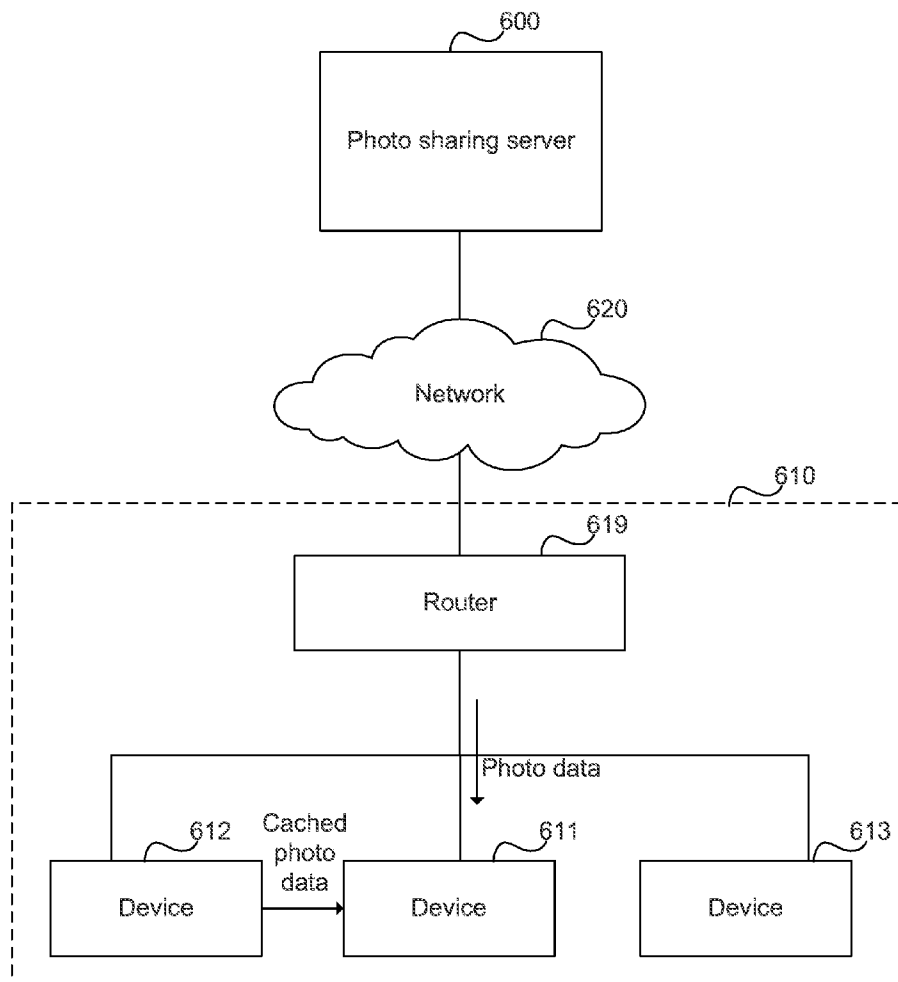 600
Photo sharing server
620
Network
610
619
Router
Photo data
612
Cached
photo
data
611
613
Device
Device
Device